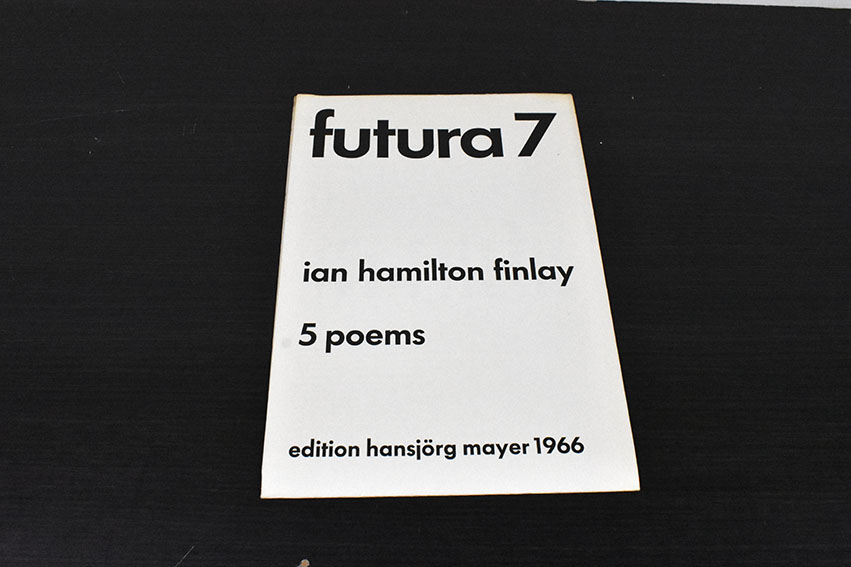 futura 7
ian hamilton finlay
5 poems
edition hansjörg mayer 1966